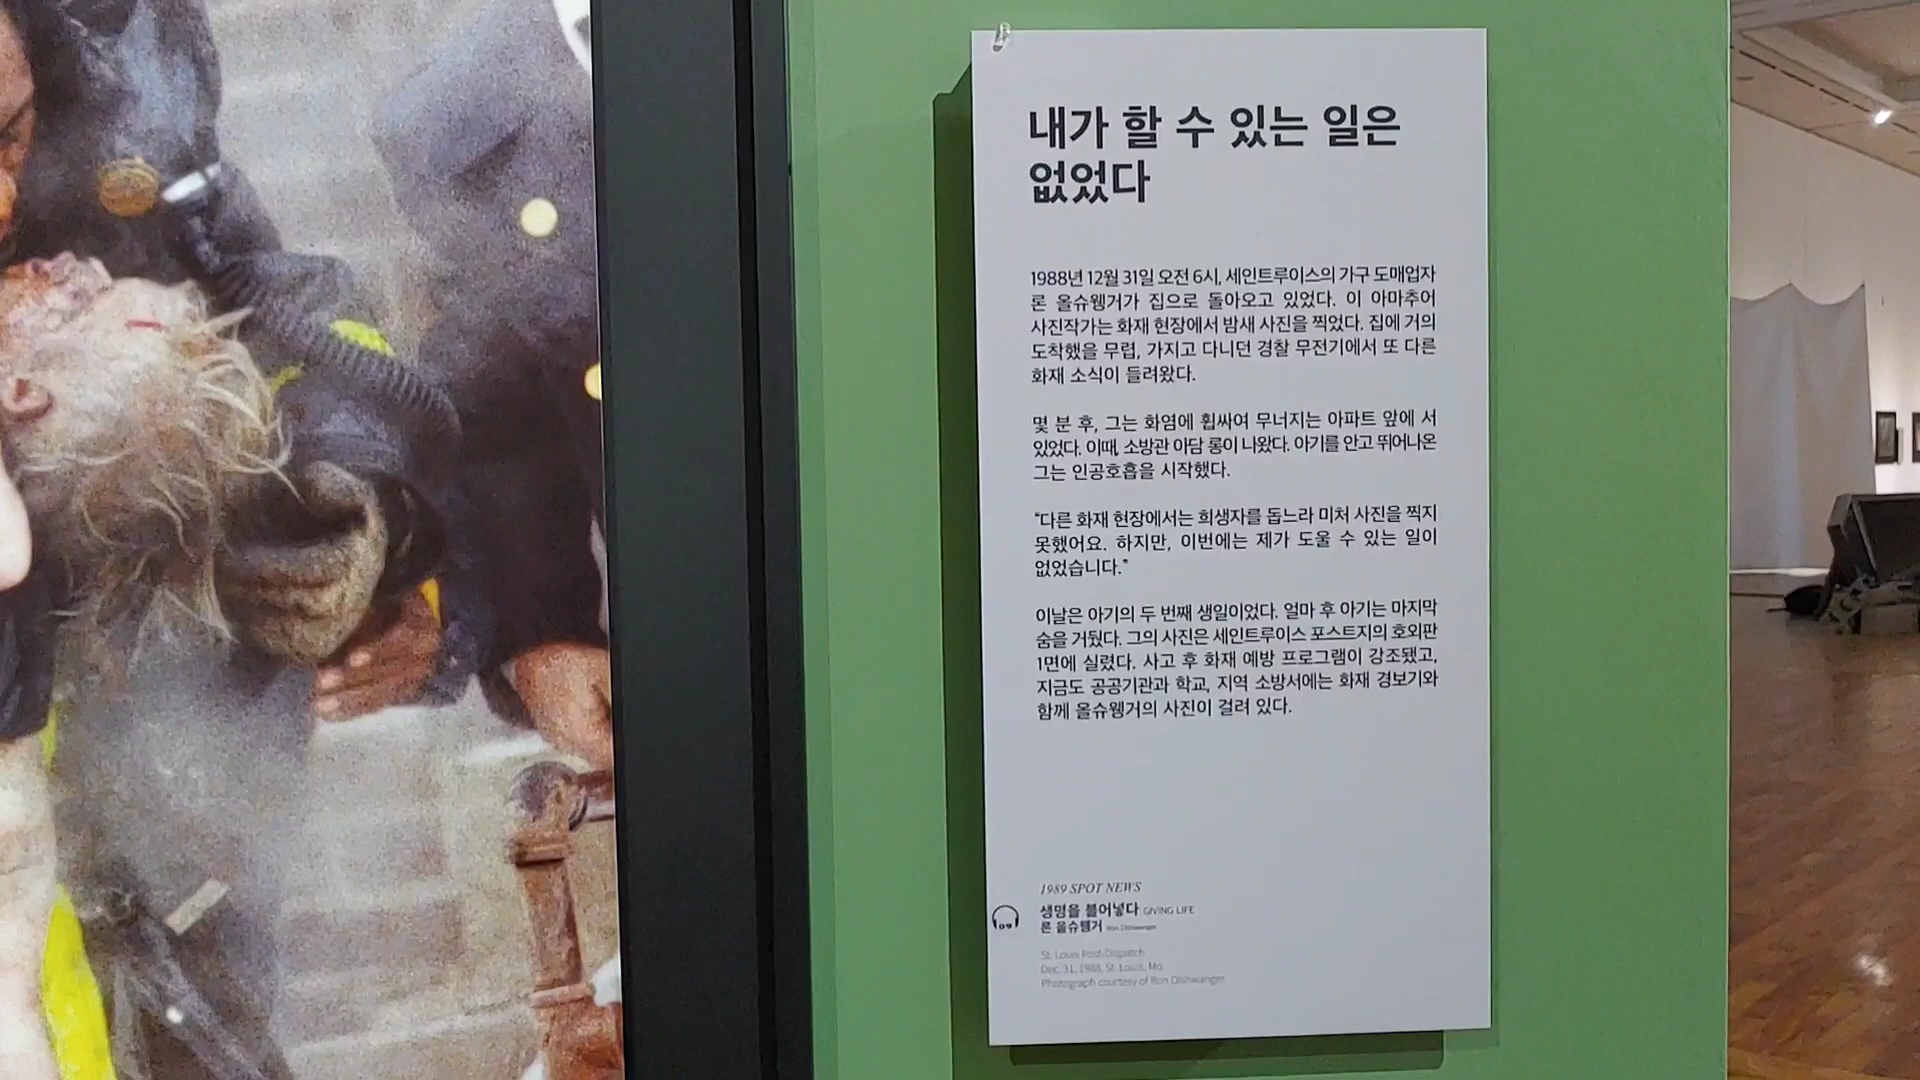 내가 할 수 있는 일은
없었다
1988년 12월 31일 오전 6시, 세인트루이스의 가구 도매업자
론 올슈웽거가 집으로 돌아오고 있었다. 이 아마추어
사진작가는 화재 현장에서 밤새 사진을 찍었다. 집에 거의
도착했을 무렵, 가지고 다니던 경찰 무전기에서 또 다른
화재 소식이 들려왔다.
몇 분 후, 그는 화염에 휩싸여 무너지는 아파트 앞에 서
있었다. 이때, 소방관 아담 롱이 나왔다. 아기를 안고 뛰어나온
그는 인공호흡을 시작했다.
“다른 화재 현장에서는 희생자를 돕느라 미처 사진을 찍지
못했어요. 하지만, 이번에는 제가 도울 수 있는 일이
없었습니다.”
이날은 아기의 두 번째 생일이었다. 얼마 후 아기는 마지막
숨을 거뒀다. 그의 사진은 세인트루이스 포스트지의 호외판
1면에 실렸다. 사고 후 화재 예방 프로그램이 강조됐고,
지금도 공공기관과 학교, 지역 소방서에는 화재 경보기와
함께 올슈웽거의 사진이 걸려 있다.
1989 SPOT NEWS
생명을 불어넣다 GIVING LIFE
09
론 올슈웽거 Ron Olshwanger
St. Louis Post-Dispatch
Dec. 31, 1988, St. Louis, Mo.
Photograph courtesy of Ron Olshwanger